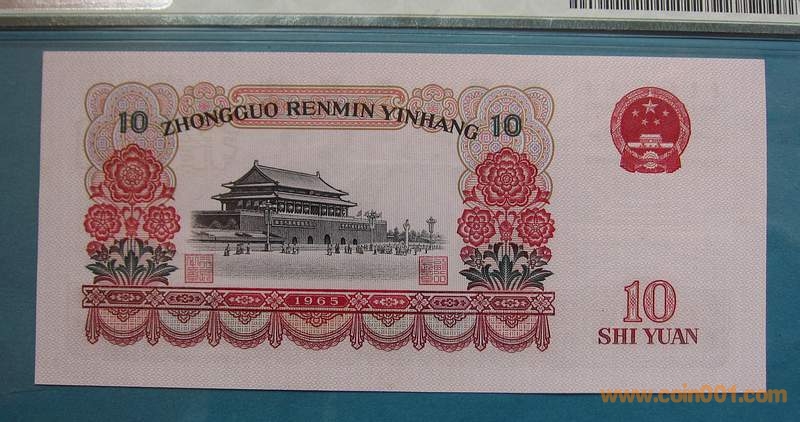 10 ZHONGGUO RENMIN YINHANG 10
1965
10
SHI YUAN
www.coin001.com